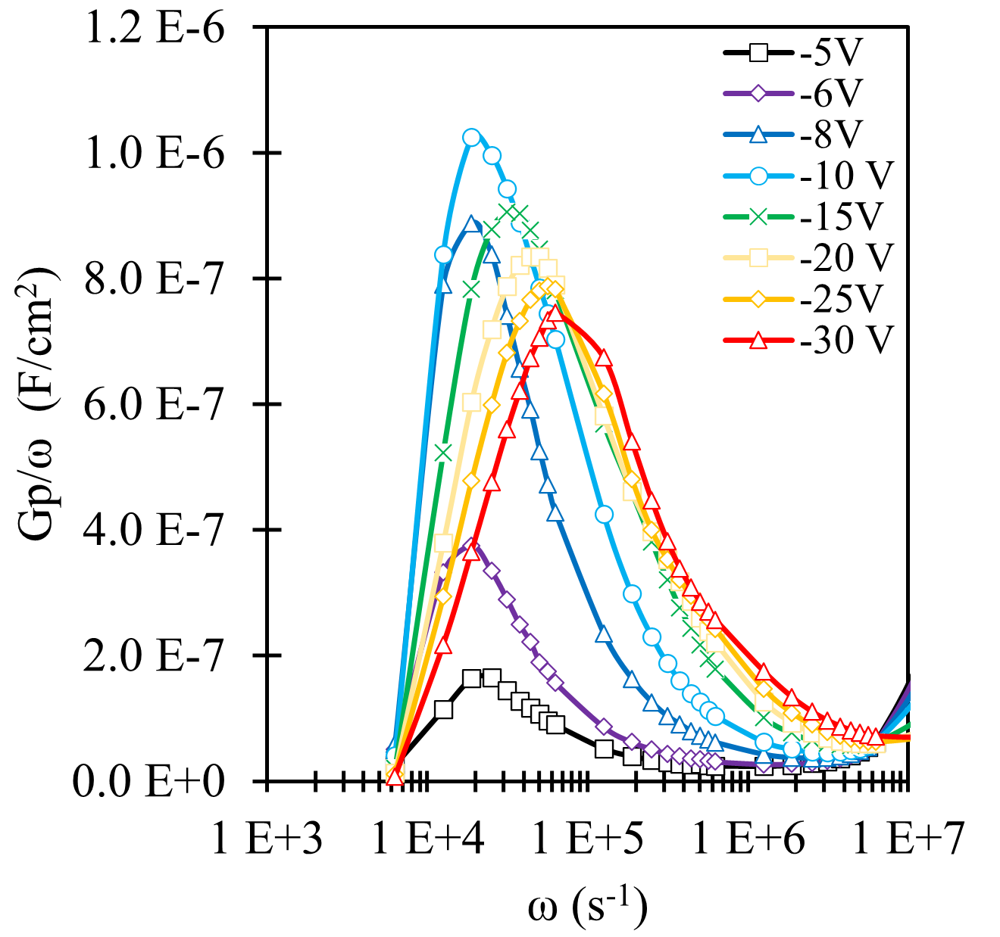 1.2 E-6
1.0 E-6
8.0 E-7
6.0 E-7
4.0 E-7
2.0 E-7
0.0 E+0
Gp/ω (F/cm²)
-5V
-6V
-8V
-10 V
-15V
-20 V
-25V
-30 V
1 E+3 1 E+4 1 E+5 1 E+6 1 E+7
ω (s⁻¹)